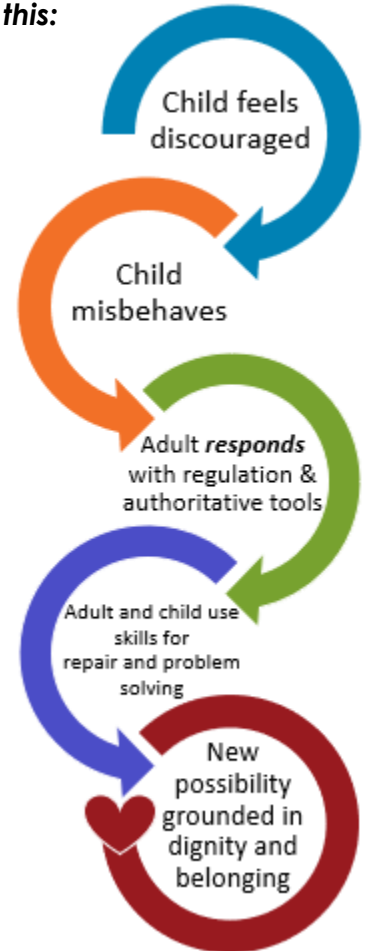 this:
Child feels
discouraged
Child
misbehaves
Adult responds
with regulation &
authoritative tools
Adult and child use
skills for
repair and problem
solving
New
possibility
grounded in
dignity and
belonging